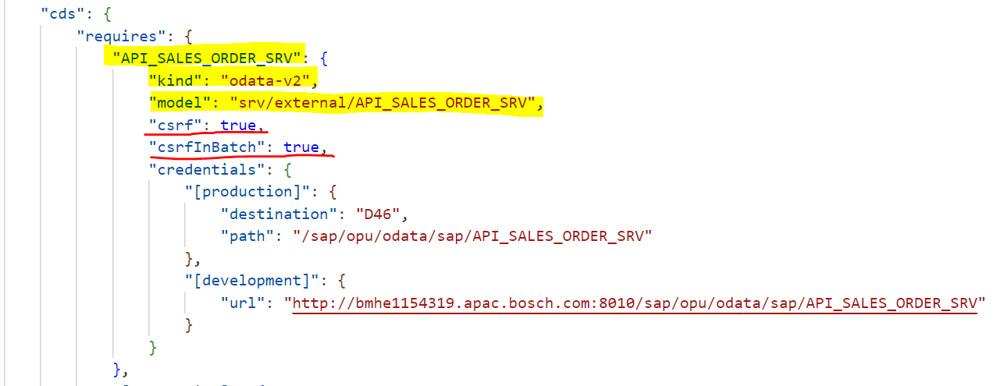 "cds": {
"requires": {
"API_SALES_ORDER_SRV": {
"kind": "odata-v2",
"model": "srv/external/API_SALES_ORDER_SRV",
"csrf": true,
"csrfInBatch": true,
"credentials": {
"[production]": {
"destination": "D46",
"path": "/sap/opu/odata/sap/API_SALES_ORDER_SRV"
},
"[development]": {
"url": "http://bmhe1154319.apac.bosch.com:8010/sap/opu/odata/sap/API_SALES_ORDER_SRV"
}
}
},